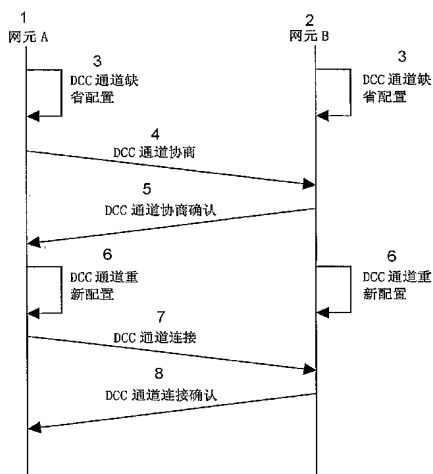 1
网元 A
2
网元 B
3
DCC 通道缺
省配置
3
DCC 通道缺
省配置
4
DCC 通道协商
5
DCC 通道协商确认
6
DCC 通道重
新配置
6
DCC 通道重
新配置
7
DCC 通道连接
8
DCC 通道连接确认